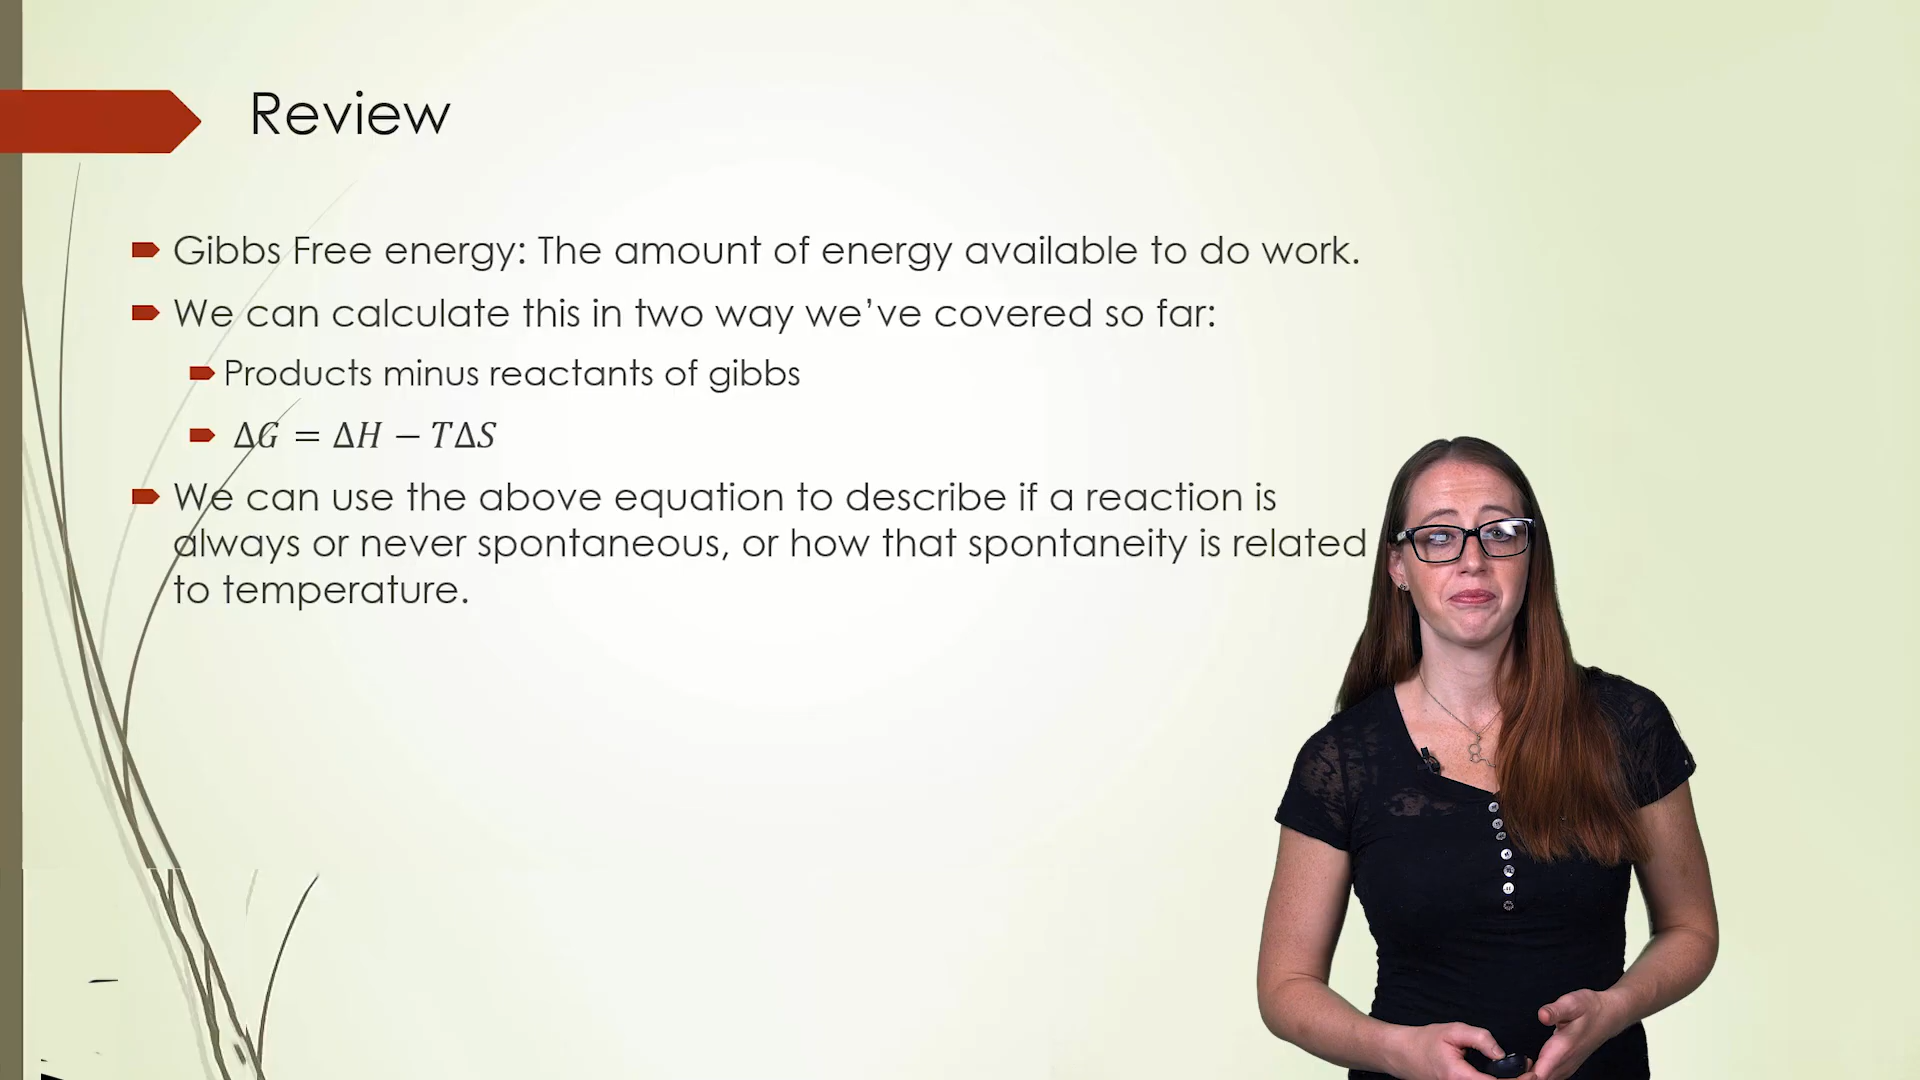 Review
Gibbs Free energy: The amount of energy available to do work.
We can calculate this in two way we’ve covered so far:
Products minus reactants of gibbs
ΔG = ΔH − TΔS
We can use the above equation to describe if a reaction is
always or never spontaneous, or how that spontaneity is related
to temperature.